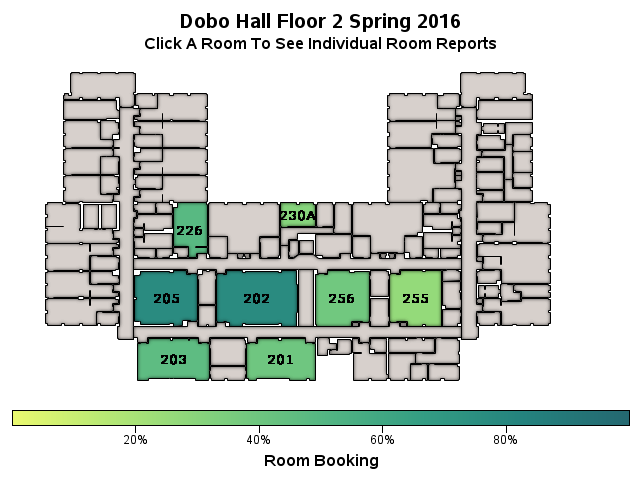 Dobo Hall Floor 2 Spring 2016
Click A Room To See Individual Room Reports
230A
226
205
202
256
255
203
201
20%
40%
60%
80%
Room Booking